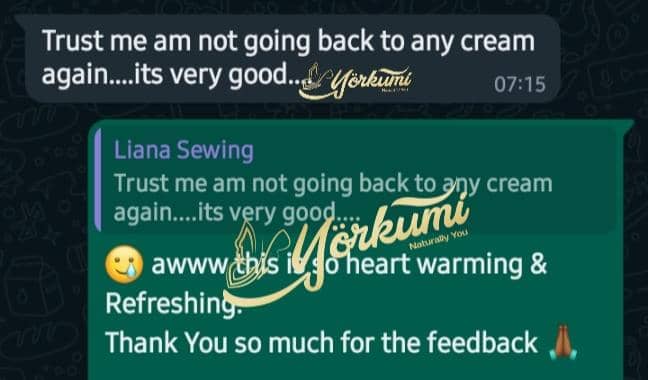 Trust me am not going back to any cream
again....its very good....
Yörkumi
Naturally You
07:15
Liana Sewing
Trust me am not going back to any cream
again....its very good....
Yörkumi
Naturally You
🥲 awww this is so heart warming &
Refreshing.
Thank You so much for the feedback 🙏🏾